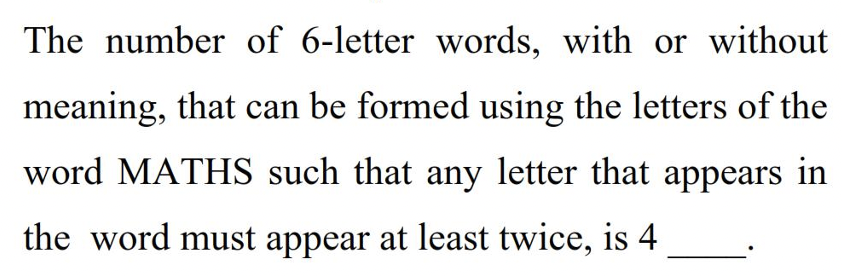 The number of 6-letter words, with or without
meaning, that can be formed using the letters of the
word MATHS such that any letter that appears in
the word must appear at least twice, is 4 _____.